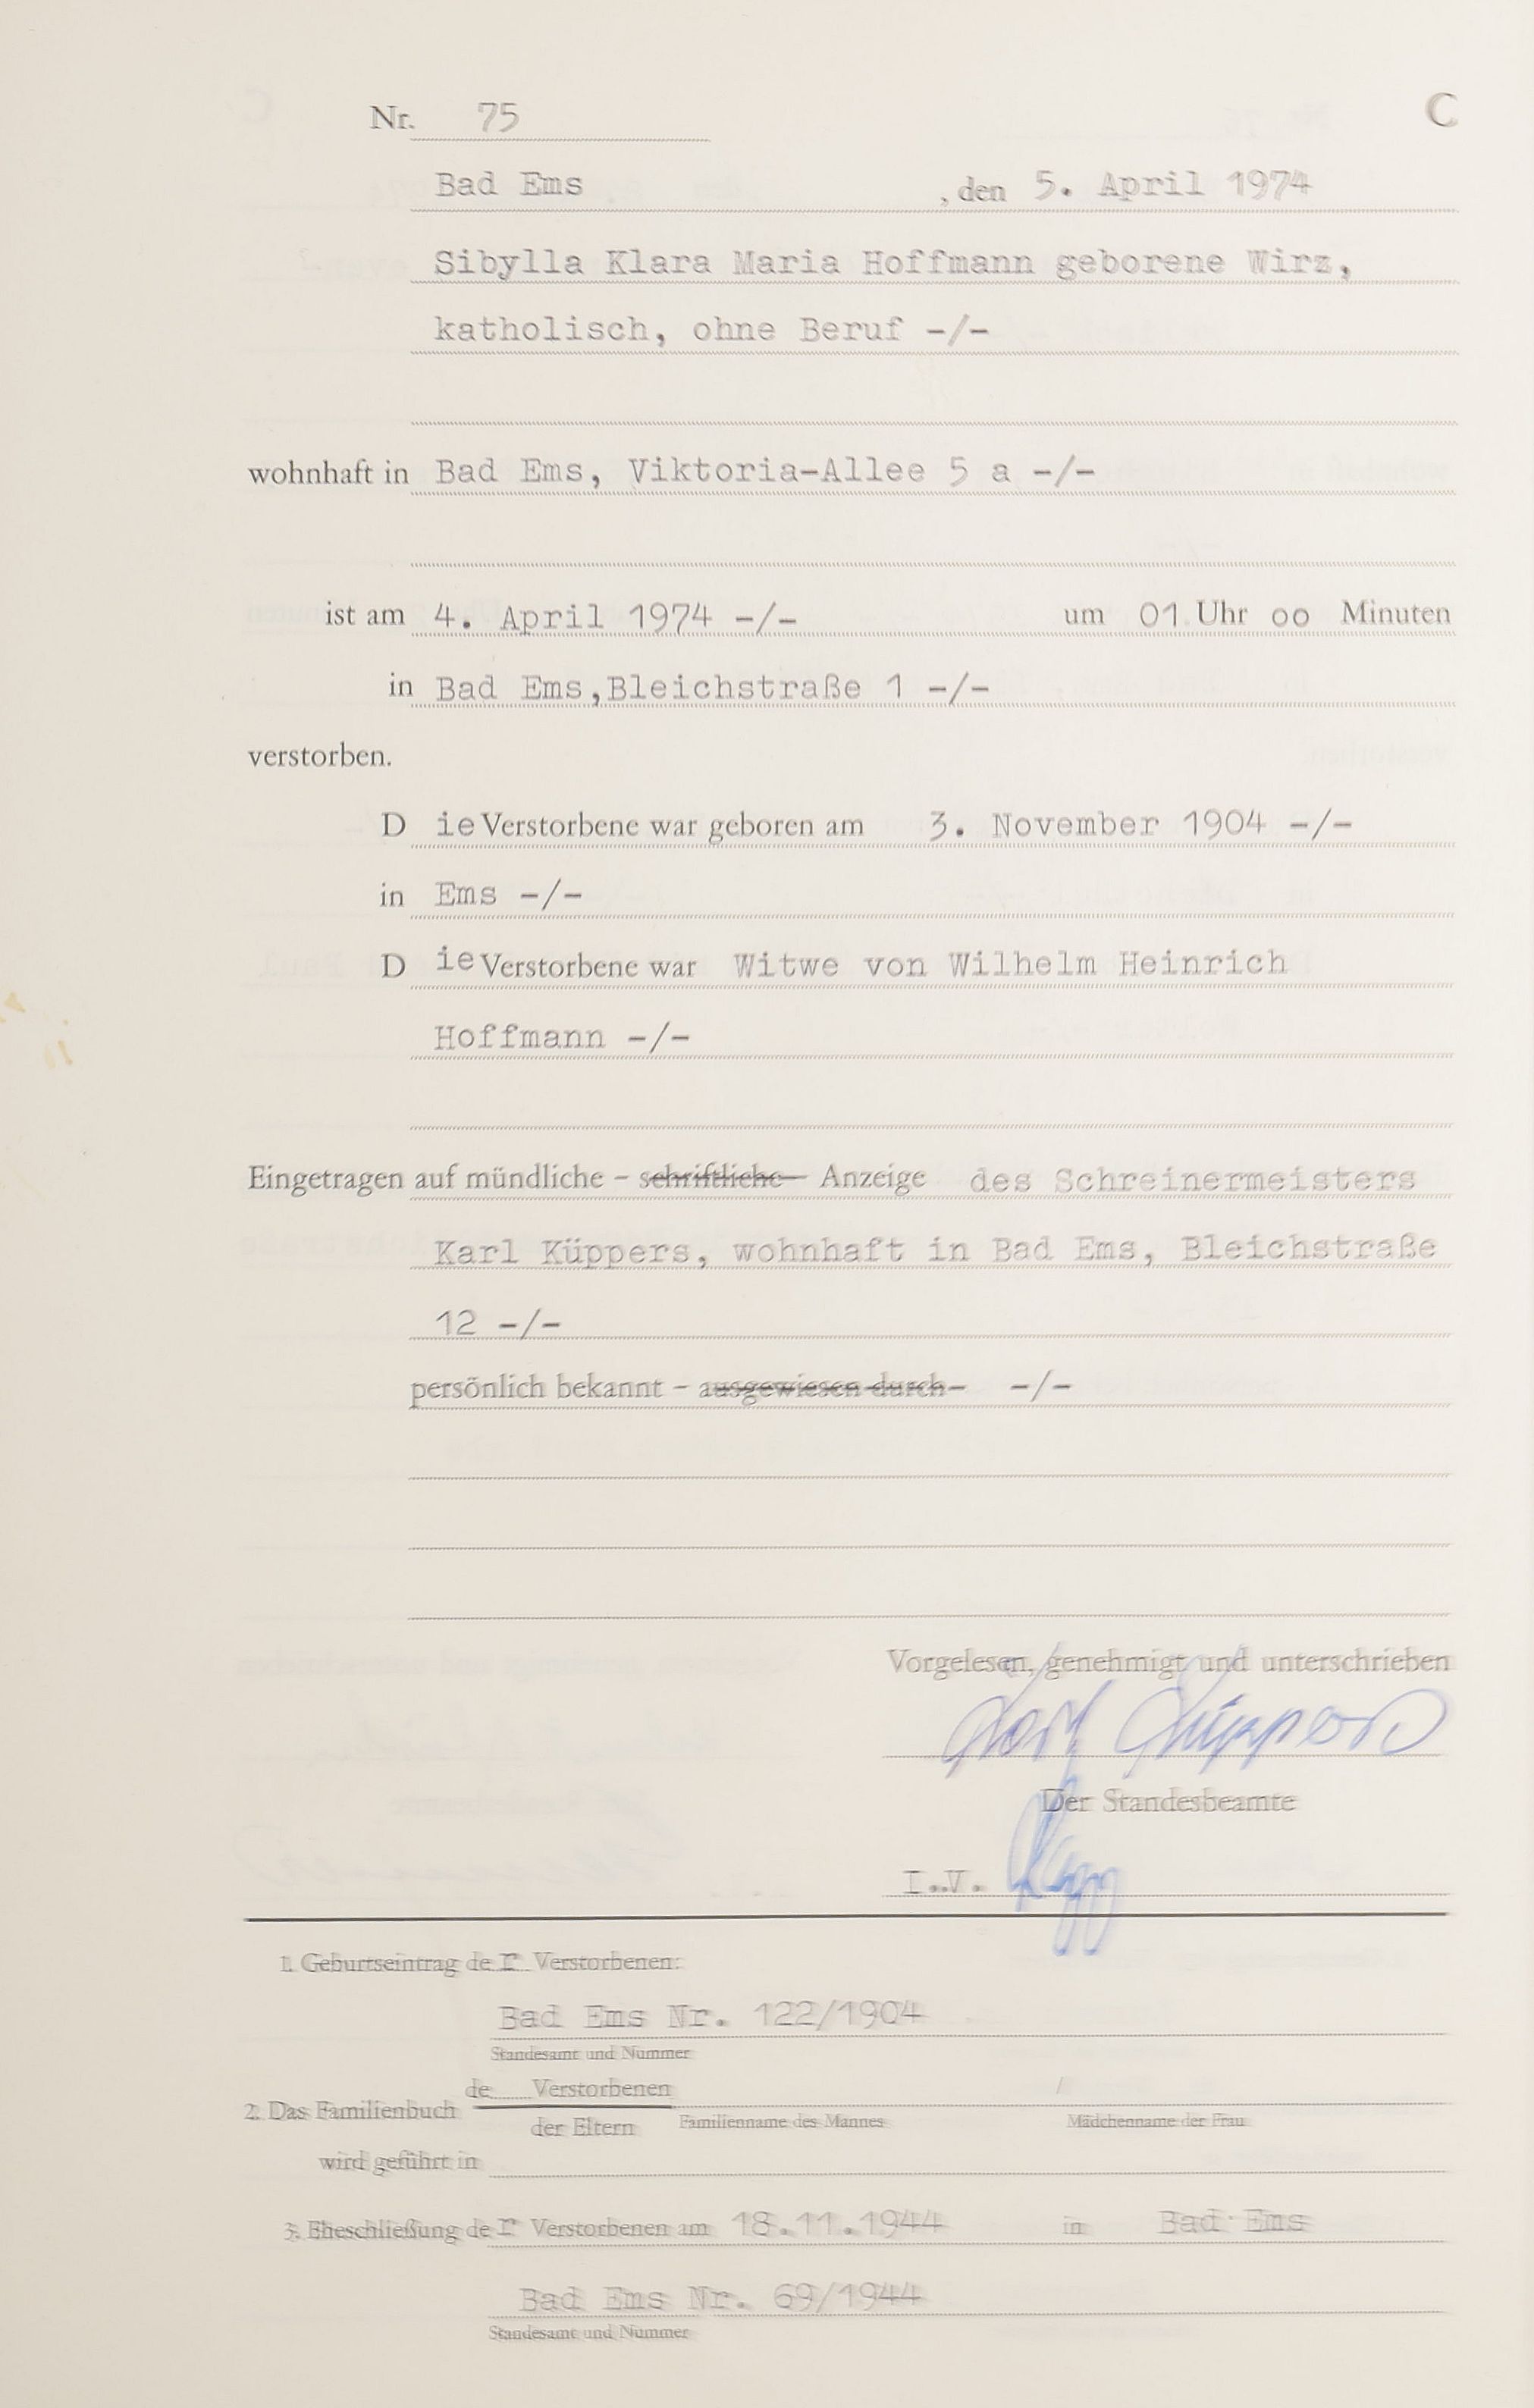 Nr. 75 C
Bad Ems , den 5. April 1974
Sibylla Klara Maria Hoffmann geborene Wirz,
katholisch, ohne Beruf -/-
wohnhaft in Bad Ems, Viktoria-Allee 5 a -/-
ist am 4. April 1974 -/- um 01 Uhr oo Minuten
in Bad Ems,Bleichstraße 1 -/-
verstorben.
D ie Verstorbene war geboren am 3. November 1904 -/-
in Ems -/-
D ie Verstorbene war Witwe von Wilhelm Heinrich
Hoffmann -/-
Eingetragen auf mündliche - schriftliche - Anzeige des Schreinermeisters
Karl Küppers, wohnhaft in Bad Ems, Bleichstraße
12 -/-
persönlich bekannt - ausgewiesen durch - -/-
Vorgelesen, genehmigt und unterschrieben
Karl Küppers
Der Standesbeamte
I.V.
1. Geburtseintrag der Verstorbenen:
Bad Ems Nr. 122/1904
Standesamt und Nummer
de Verstorbenen /
2. Das Familienbuch
der Eltern Familienname des Mannes Mädchenname der Frau
wird geführt in
3. Eheschließung der Verstorbenen am 18.11.1944 in Bad Ems
Bad Ems Nr. 69/1944
Standesamt und Nummer